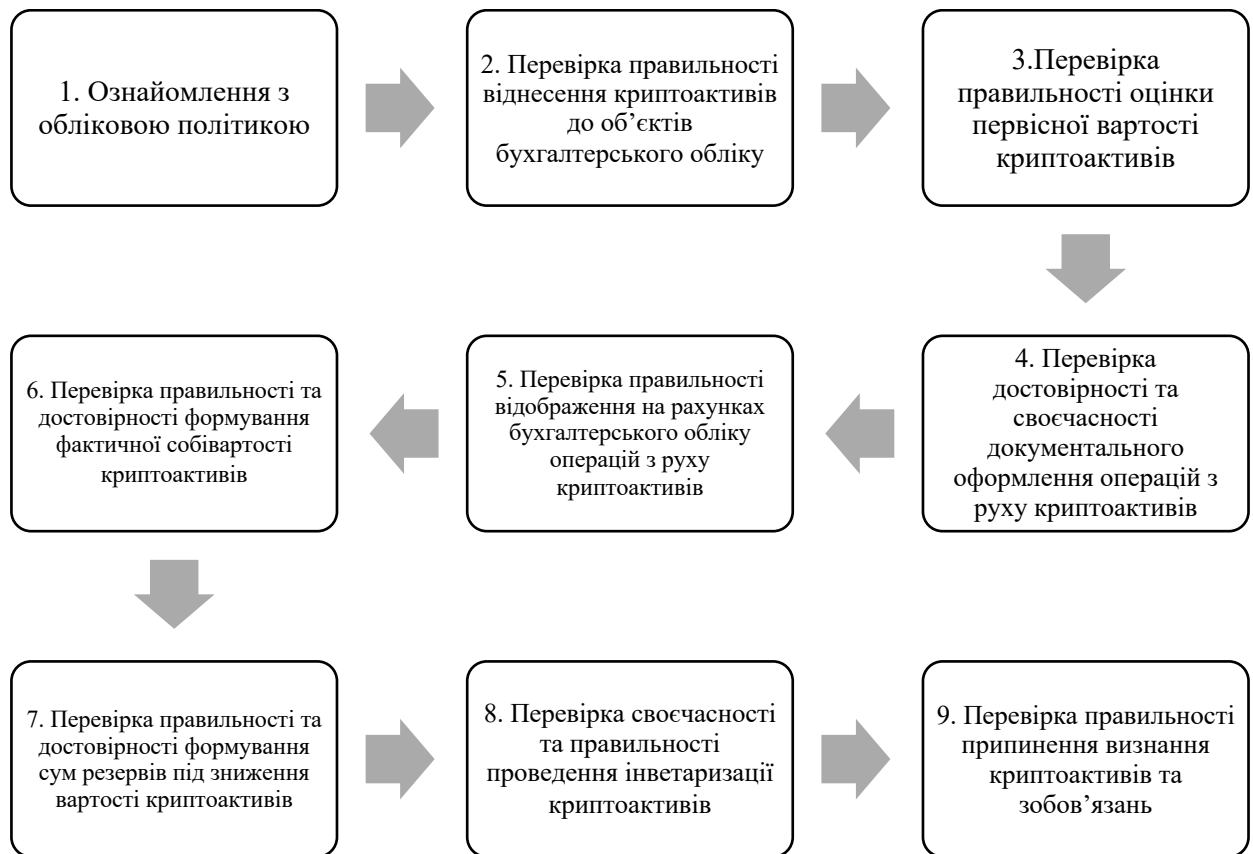 1. Ознайомлення з
обліковою політикою
2. Перевірка правильності
віднесення криптоактивів
до об’єктів
бухгалтерського обліку
3.Перевірка
правильності оцінки
первісної вартості
криптоактивів
4. Перевірка
достовірності та
своєчасності
документального
оформлення операцій з
руху криптоактивів
5. Перевірка правильності
відображення на рахунках
бухгалтерського обліку
операцій з руху
криптоактивів
6. Перевірка правильності та
достовірності формування
фактичної собівартості
криптоактивів
7. Перевірка правильності та
достовірності формування
сум резервів під зниження
вартості криптоактивів
8. Перевірка своєчасності
та правильності
проведення інветаризації
криптоактивів
9. Перевірка правильності
припинення визнання
криптоактивів та
зобов’язань